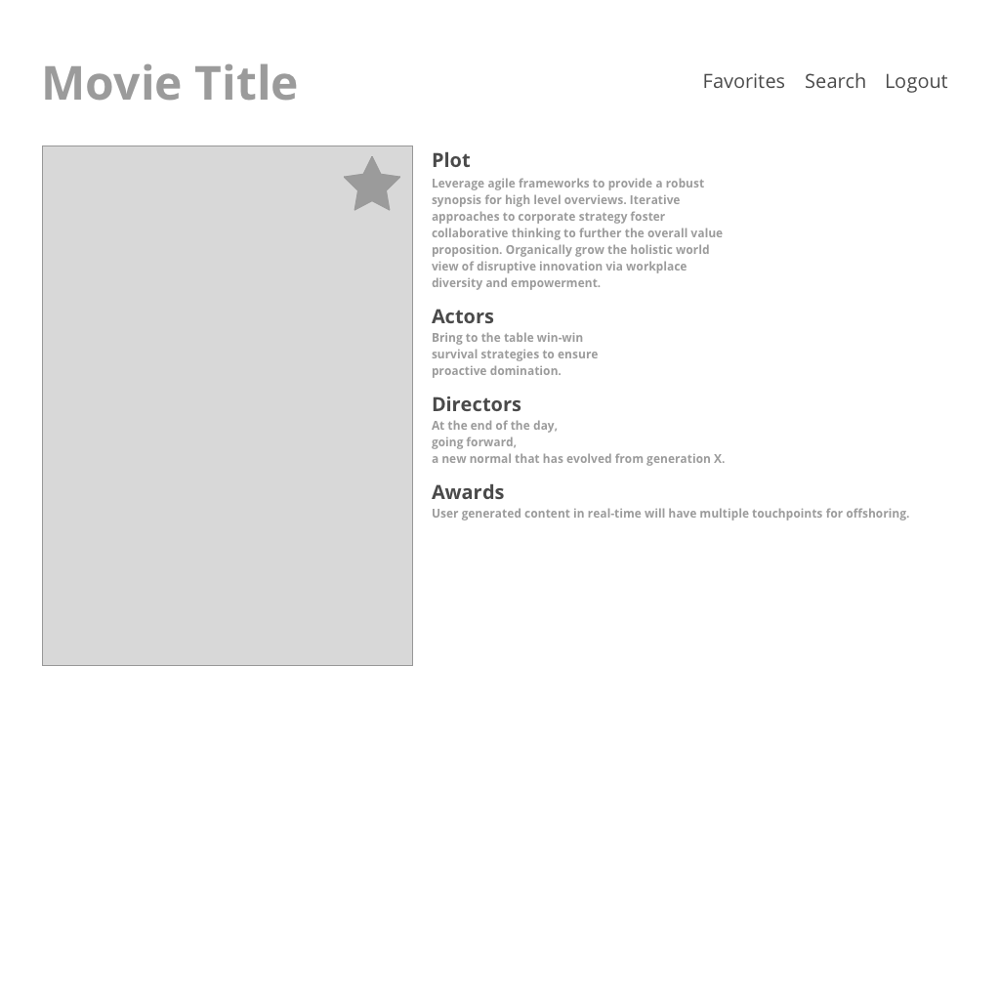 Movie Title
Favorites Search Logout
Plot
Leverage agile frameworks to provide a robust
synopsis for high level overviews. Iterative
approaches to corporate strategy foster
collaborative thinking to further the overall value
proposition. Organically grow the holistic world
view of disruptive innovation via workplace
diversity and empowerment.
Actors
Bring to the table win-win
survival strategies to ensure
proactive domination.
Directors
At the end of the day,
going forward,
a new normal that has evolved from generation X.
Awards
User generated content in real-time will have multiple touchpoints for offshoring.